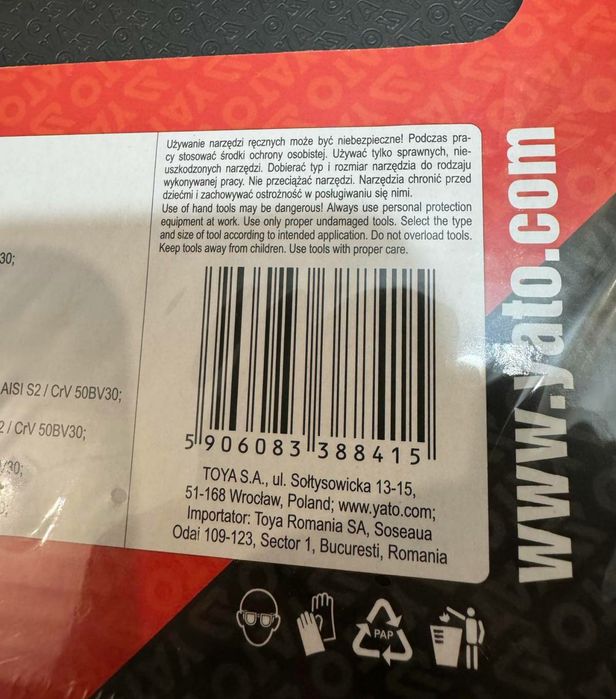 Używanie narzędzi ręcznych może być niebezpieczne! Podczas pra-
cy stosować środki ochrony osobistej. Używać tylko sprawnych, nie-
uszkodzonych narzędzi. Dobierać typ i rozmiar narzędzia do rodzaju
wykonywanej pracy. Nie przeciążać narzędzi. Narzędzia chronić przed
dziećmi i zachowywać ostrożność w posługiwaniu się nimi.
Use of hand tools may be dangerous! Always use personal protection
equipment at work. Use only proper undamaged tools. Select the type
and size of tool according to intended application. Do not overload tools.
Keep tools away from children. Use tools with proper care.
30;
AISI S2 / CrV 50BV30;
2 / CrV 50BV30;
V30;
5 906083 388415
TOYA S.A., ul. Sołtysowicka 13-15,
51-168 Wrocław, Poland; www.yato.com;
Importator: Toya Romania SA, Soseaua
Odai 109-123, Sector 1, Bucuresti, Romania
PAP
www.yato.com
YATO